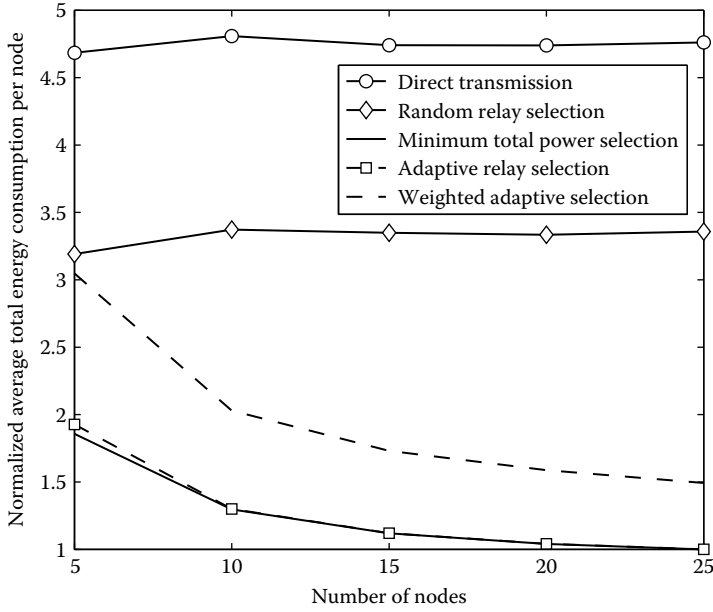 Normalized average total energy consumption per node
5
4.5
4
3.5
3
2.5
2
1.5
1
Direct transmission
Random relay selection
Minimum total power selection
Adaptive relay selection
Weighted adaptive selection
5
10
15
20
25
Number of nodes